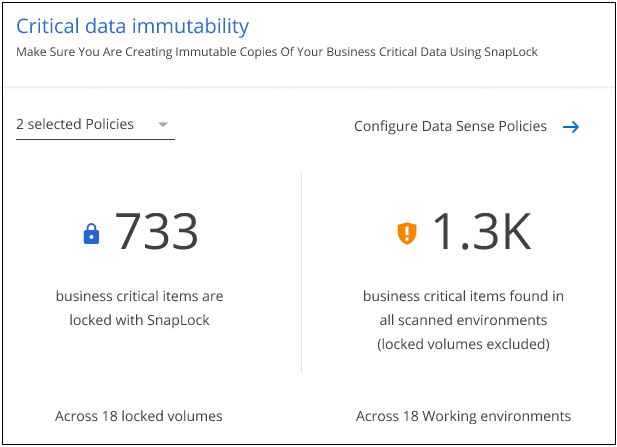 Critical data immutability
Make Sure You Are Creating Immutable Copies Of Your Business Critical Data Using SnapLock
2 selected Policies
Configure Data Sense Policies
733
business critical items are
locked with SnapLock
Across 18 locked volumes
1.3K
business critical items found in
all scanned environments
(locked volumes excluded)
Across 18 Working environments